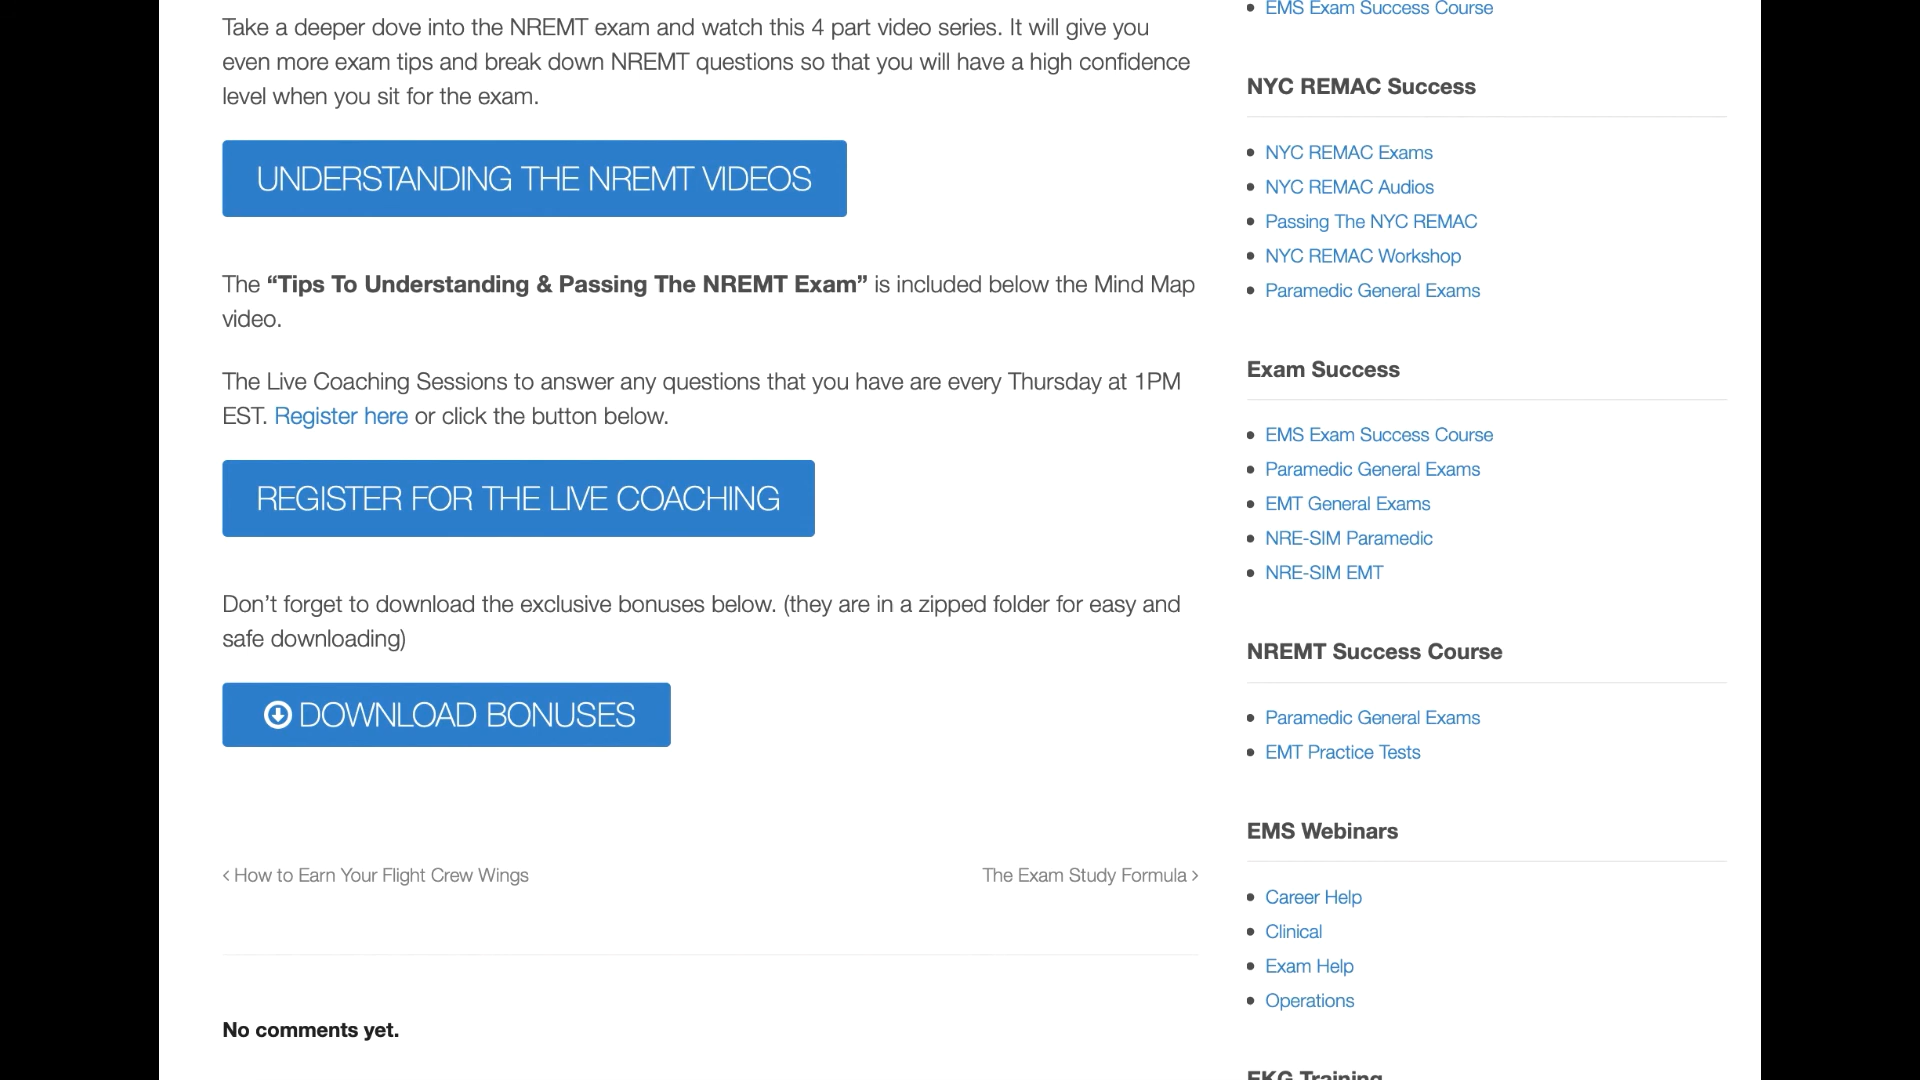 Take a deeper dove into the NREMT exam and watch this 4 part video series. It will give you
even more exam tips and break down NREMT questions so that you will have a high confidence
level when you sit for the exam.
UNDERSTANDING THE NREMT VIDEOS
The “Tips To Understanding & Passing The NREMT Exam” is included below the Mind Map
video.
The Live Coaching Sessions to answer any questions that you have are every Thursday at 1PM
EST. Register here or click the button below.
REGISTER FOR THE LIVE COACHING
Don’t forget to download the exclusive bonuses below. (they are in a zipped folder for easy and
safe downloading)
DOWNLOAD BONUSES
‹ How to Earn Your Flight Crew Wings
The Exam Study Formula ›
No comments yet.
• EMS Exam Success Course
NYC REMAC Success
• NYC REMAC Exams
• NYC REMAC Audios
• Passing The NYC REMAC
• NYC REMAC Workshop
• Paramedic General Exams
Exam Success
• EMS Exam Success Course
• Paramedic General Exams
• EMT General Exams
• NRE-SIM Paramedic
• NRE-SIM EMT
NREMT Success Course
• Paramedic General Exams
• EMT Practice Tests
EMS Webinars
• Career Help
• Clinical
• Exam Help
• Operations
EKG Training